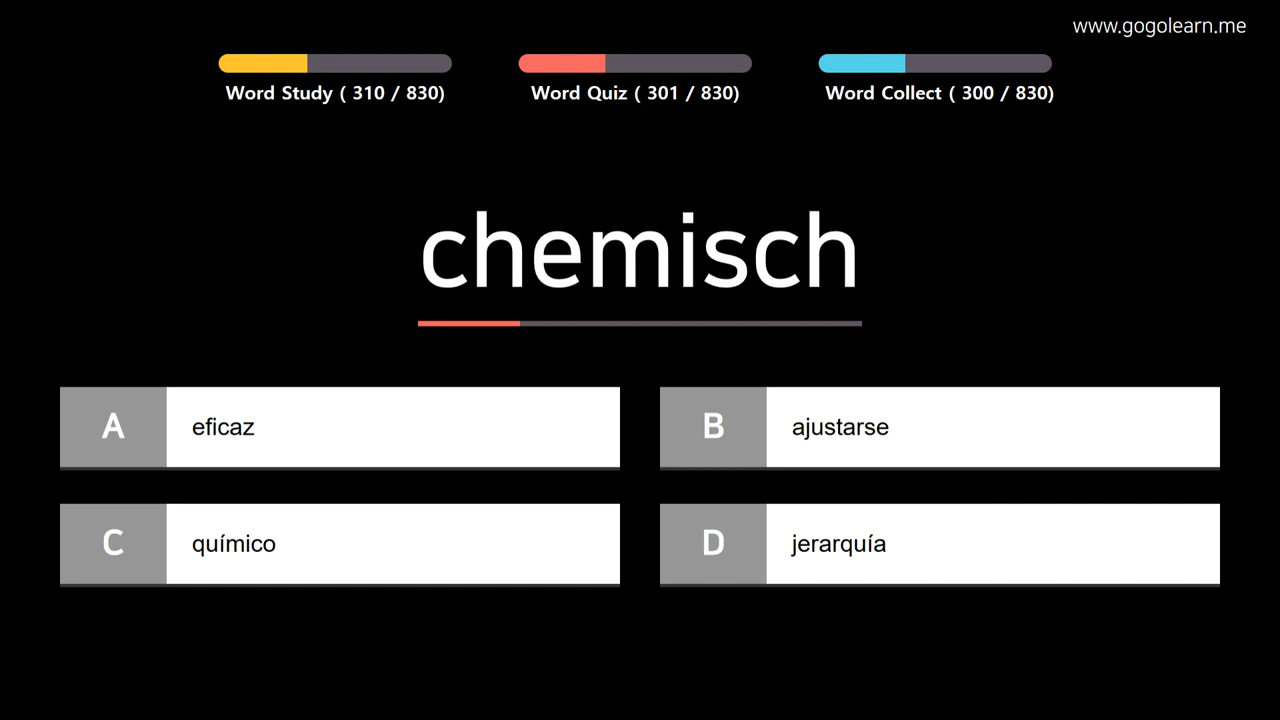 www.gogolearn.me
Word Study ( 310 / 830)
Word Quiz ( 301 / 830)
Word Collect ( 300 / 830)
chemisch
A eficaz
B ajustarse
C químico
D jerarquía